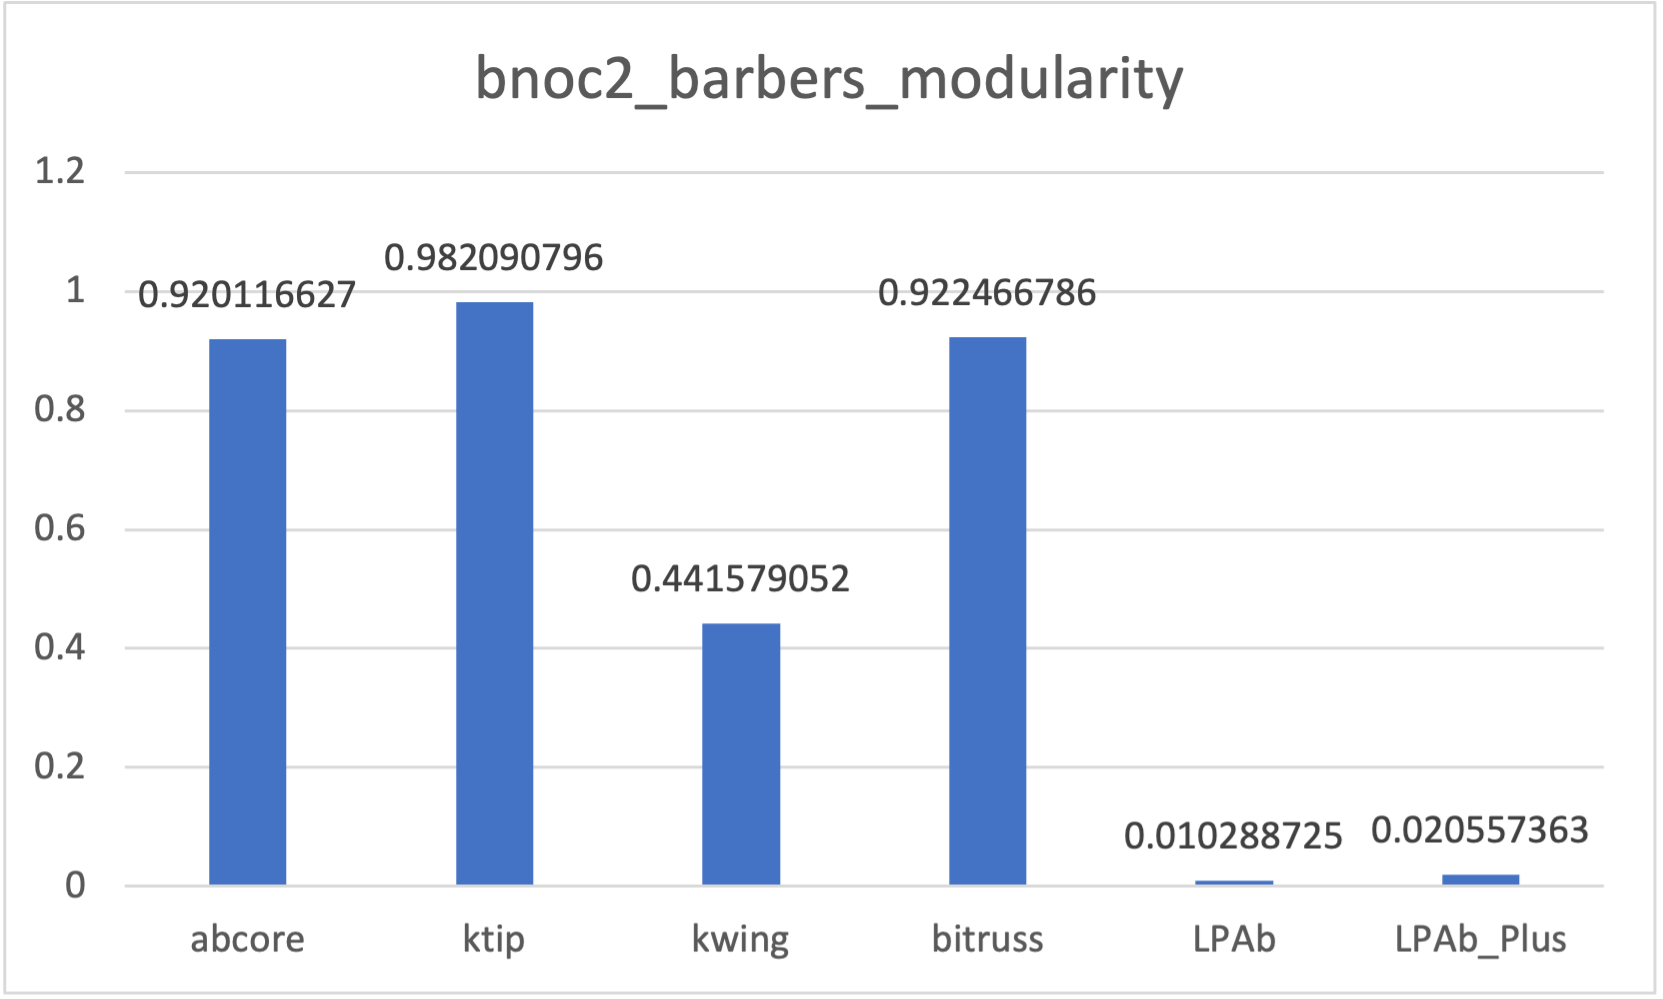 bnoc2_barbers_modularity
1.2
1
0.8
0.6
0.4
0.2
0
0.920116627
0.982090796
0.441579052
0.922466786
0.010288725
0.020557363
abcore
ktip
kwing
bitruss
LPAb
LPAb_Plus